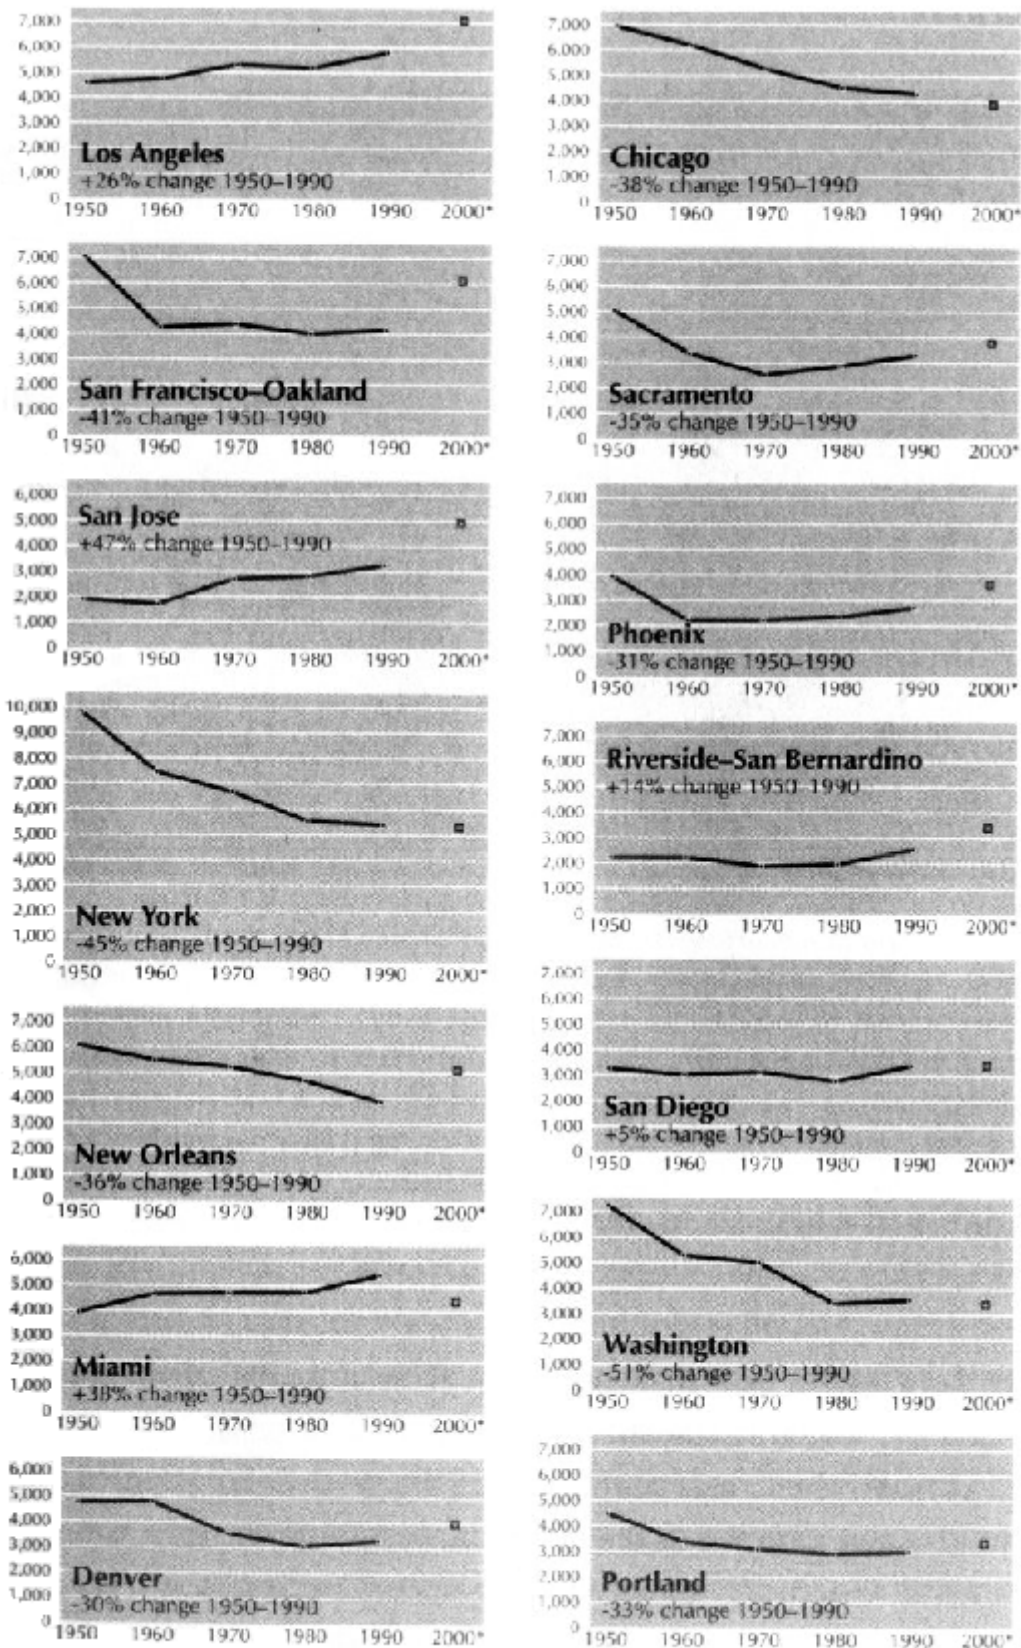 7,000
6,000
5,000
4,000
3,000
2,000
1,000
0
Los Angeles
+26% change 1950–1990
1950 1960 1970 1980 1990 2000*
7,000
6,000
5,000
4,000
3,000
2,000
1,000
0
San Francisco–Oakland
-41% change 1950–1990
1950 1960 1970 1980 1990 2000*
6,000
5,000
4,000
3,000
2,000
1,000
0
San Jose
+47% change 1950–1990
1950 1960 1970 1980 1990 2000*
10,000
9,000
8,000
7,000
6,000
5,000
4,000
3,000
2,000
1,000
0
New York
-45% change 1950–1990
1950 1960 1970 1980 1990 2000*
7,000
6,000
5,000
4,000
3,000
2,000
1,000
0
New Orleans
-36% change 1950–1990
1950 1960 1970 1980 1990 2000*
6,000
5,000
4,000
3,000
2,000
1,000
0
Miami
+38% change 1950–1990
1950 1960 1970 1980 1990 2000*
6,000
5,000
4,000
3,000
2,000
1,000
0
Denver
-30% change 1950–1990
1950 1960 1970 1980 1990 2000*
7,000
6,000
5,000
4,000
3,000
2,000
1,000
0
Chicago
-38% change 1950–1990
1950 1960 1970 1980 1990 2000*
7,000
6,000
5,000
4,000
3,000
2,000
1,000
0
Sacramento
-35% change 1950–1990
1950 1960 1970 1980 1990 2000*
7,000
6,000
5,000
4,000
3,000
2,000
1,000
0
Phoenix
-31% change 1950–1990
1950 1960 1970 1980 1990 2000*
7,000
6,000
5,000
4,000
3,000
2,000
1,000
0
Riverside–San Bernardino
+14% change 1950–1990
1950 1960 1970 1980 1990 2000*
7,000
6,000
5,000
4,000
3,000
2,000
1,000
0
San Diego
+5% change 1950–1990
1950 1960 1970 1980 1990 2000*
7,000
6,000
5,000
4,000
3,000
2,000
1,000
0
Washington
-51% change 1950–1990
1950 1960 1970 1980 1990 2000*
7,000
6,000
5,000
4,000
3,000
2,000
1,000
0
Portland
-33% change 1950–1990
1950 1960 1970 1980 1990 2000*